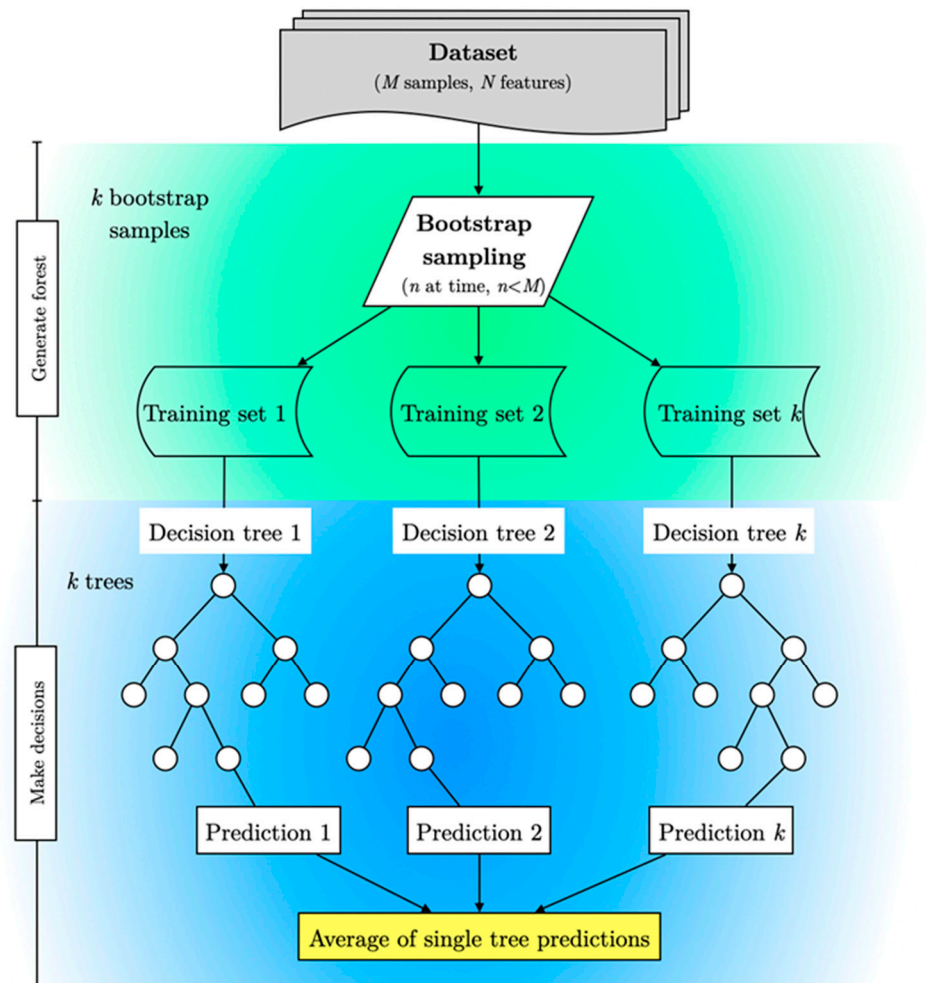 Dataset
(M samples, N features)
k bootstrap
samples
Bootstrap
sampling
(n at time, n<M)
Generate forest
Training set 1
Training set 2
Training set k
Decision tree 1
Decision tree 2
Decision tree k
k trees
Make decisions
Prediction 1
Prediction 2
Prediction k
Average of single tree predictions